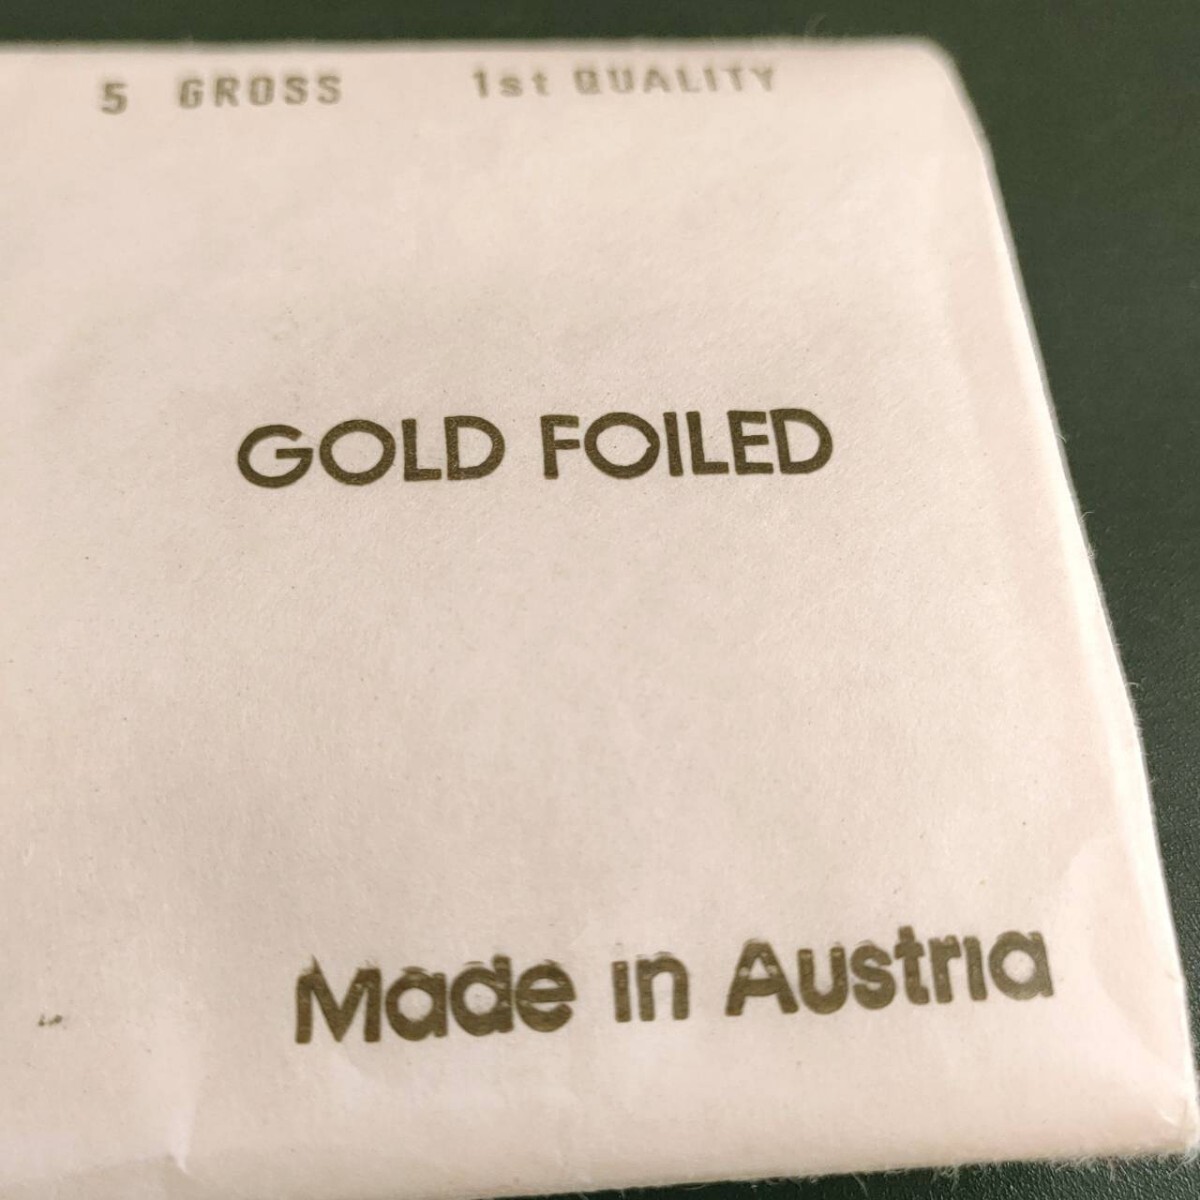 5 GROSS 1st QUALITY
GOLD FOILED
Made in Austria